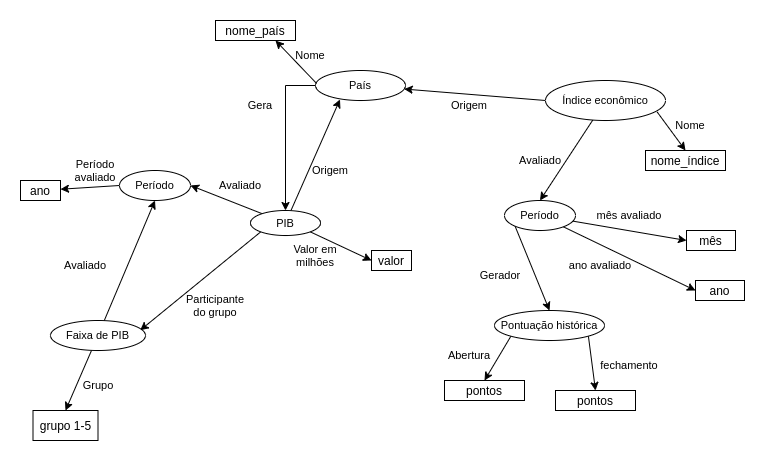 nome_país
Nome
País
Gera
Origem
Índice econômico
Nome
nome_índice
Origem
Avaliado
Período
avaliado
ano
Período
Avaliado
PIB
Valor em
milhões
valor
Período
mês avaliado
mês
ano avaliado
ano
Avaliado
Gerador
Participante
do grupo
Faixa de PIB
Pontuação histórica
Grupo
grupo 1-5
Abertura
fechamento
pontos
pontos